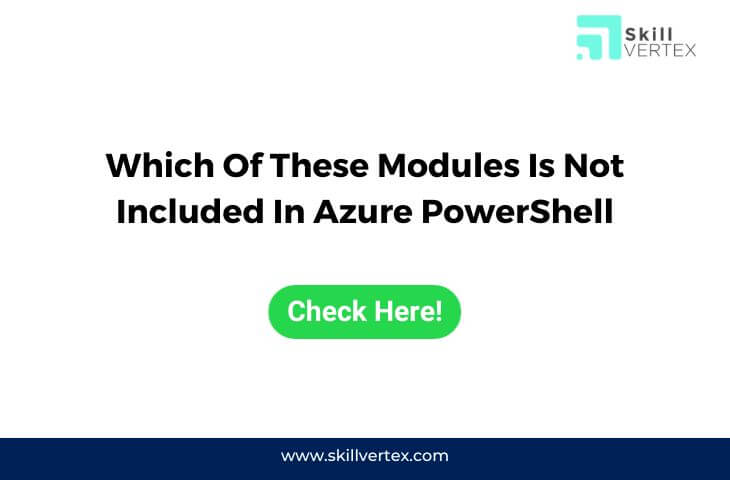 Skill
VERTEX
Which Of These Modules Is Not
Included In Azure PowerShell
Check Here!
www.skillvertex.com